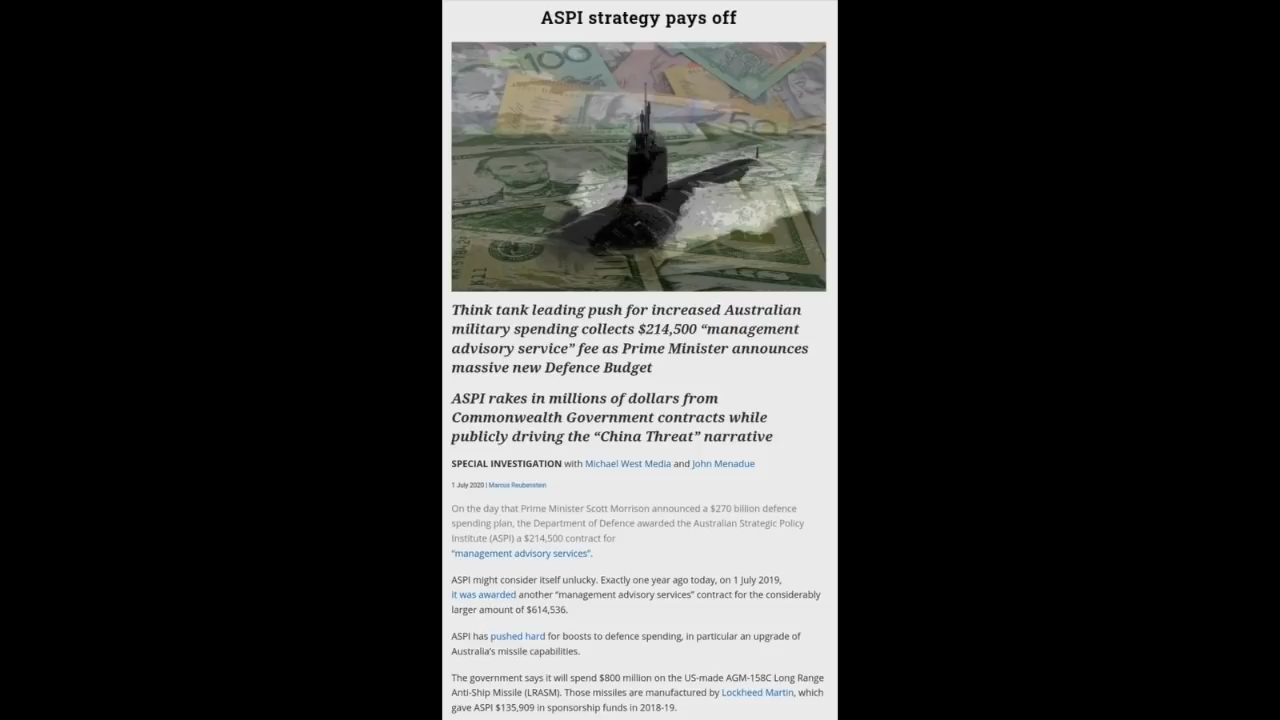 ASPI strategy pays off
100
50
Think tank leading push for increased Australian
military spending collects $214,500 “management
advisory service” fee as Prime Minister announces
massive new Defence Budget
ASPI rakes in millions of dollars from
Commonwealth Government contracts while
publicly driving the “China Threat” narrative
SPECIAL INVESTIGATION with Michael West Media and John Menadue
1 July 2020 | Marcus Reubenstein
On the day that Prime Minister Scott Morrison announced a $270 billion defence
spending plan, the Department of Defence awarded the Australian Strategic Policy
Institute (ASPI) a $214,500 contract for
“management advisory services”.
ASPI might consider itself unlucky. Exactly one year ago today, on 1 July 2019,
it was awarded another “management advisory services” contract for the considerably
larger amount of $614,536.
ASPI has pushed hard for boosts to defence spending, in particular an upgrade of
Australia’s missile capabilities.
The government says it will spend $800 million on the US-made AGM-158C Long Range
Anti-Ship Missile (LRASM). Those missiles are manufactured by Lockheed Martin, which
gave ASPI $135,909 in sponsorship funds in 2018-19.